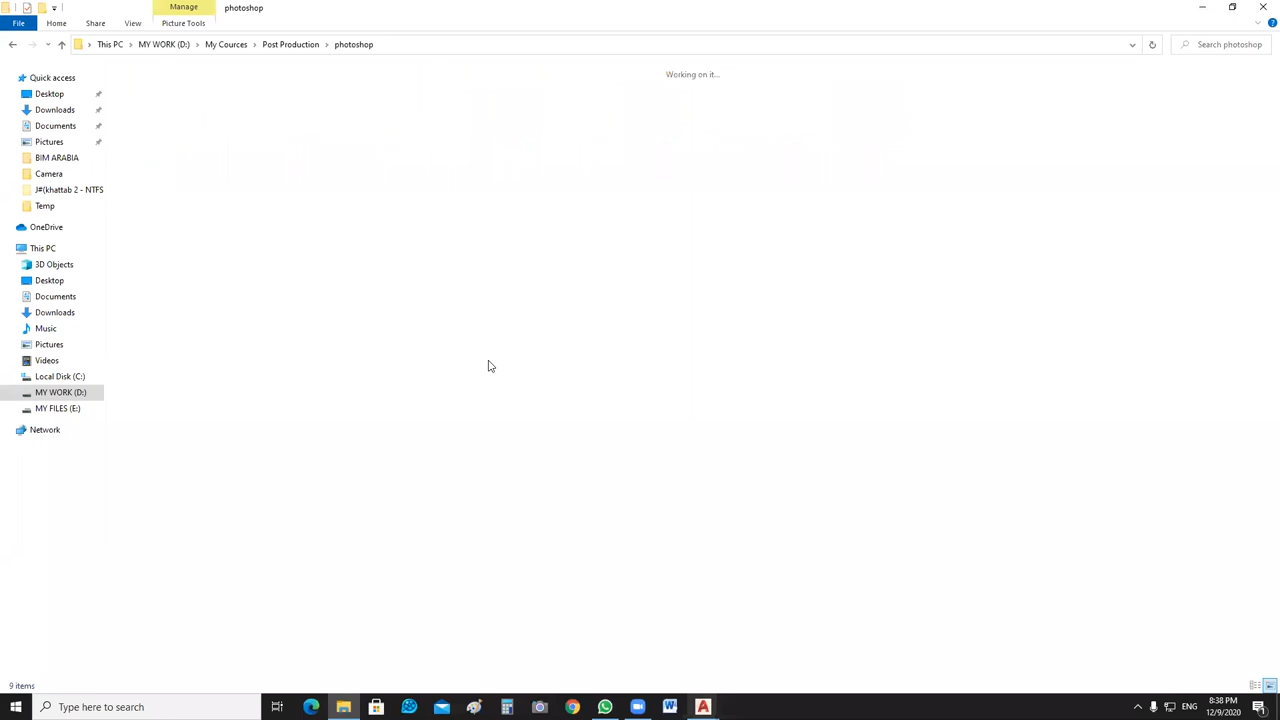 Manage
photoshop
File
Home
Share
View
Picture Tools
This PC
MY WORK (D:)
My Cources
Post Production
photoshop
Search photoshop
Working on it...
Quick access
Desktop
Downloads
Documents
Pictures
BIM ARABIA
Camera
J#(khattab 2 - NTFS
Temp
OneDrive
This PC
3D Objects
Desktop
Documents
Downloads
Music
Pictures
Videos
Local Disk (C:)
MY WORK (D:)
MY FILES (E:)
Network
9 items
Type here to search
ENG
8:38 PM
12/9/2020